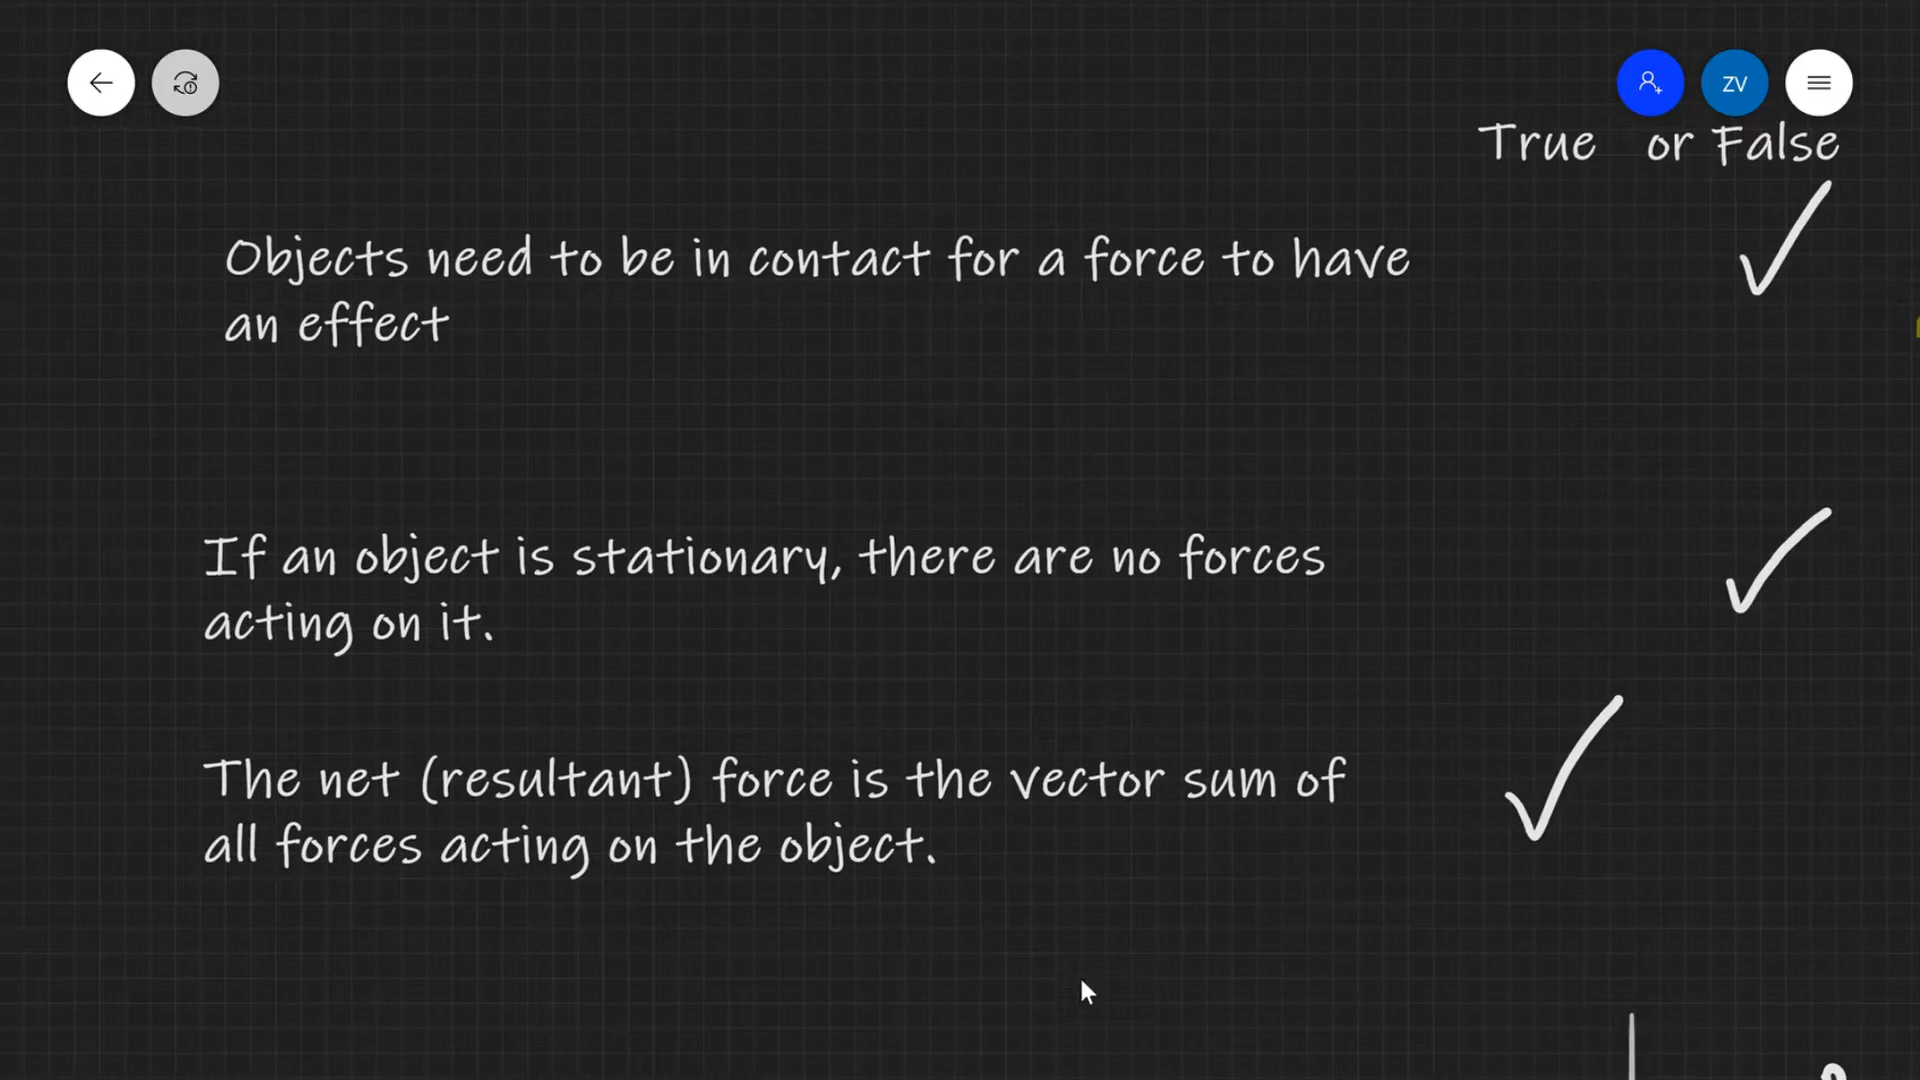 ZV
True or False
Objects need to be in contact for a force to have
an effect
If an object is stationary, there are no forces
acting on it.
The net (resultant) force is the vector sum of
all forces acting on the object.